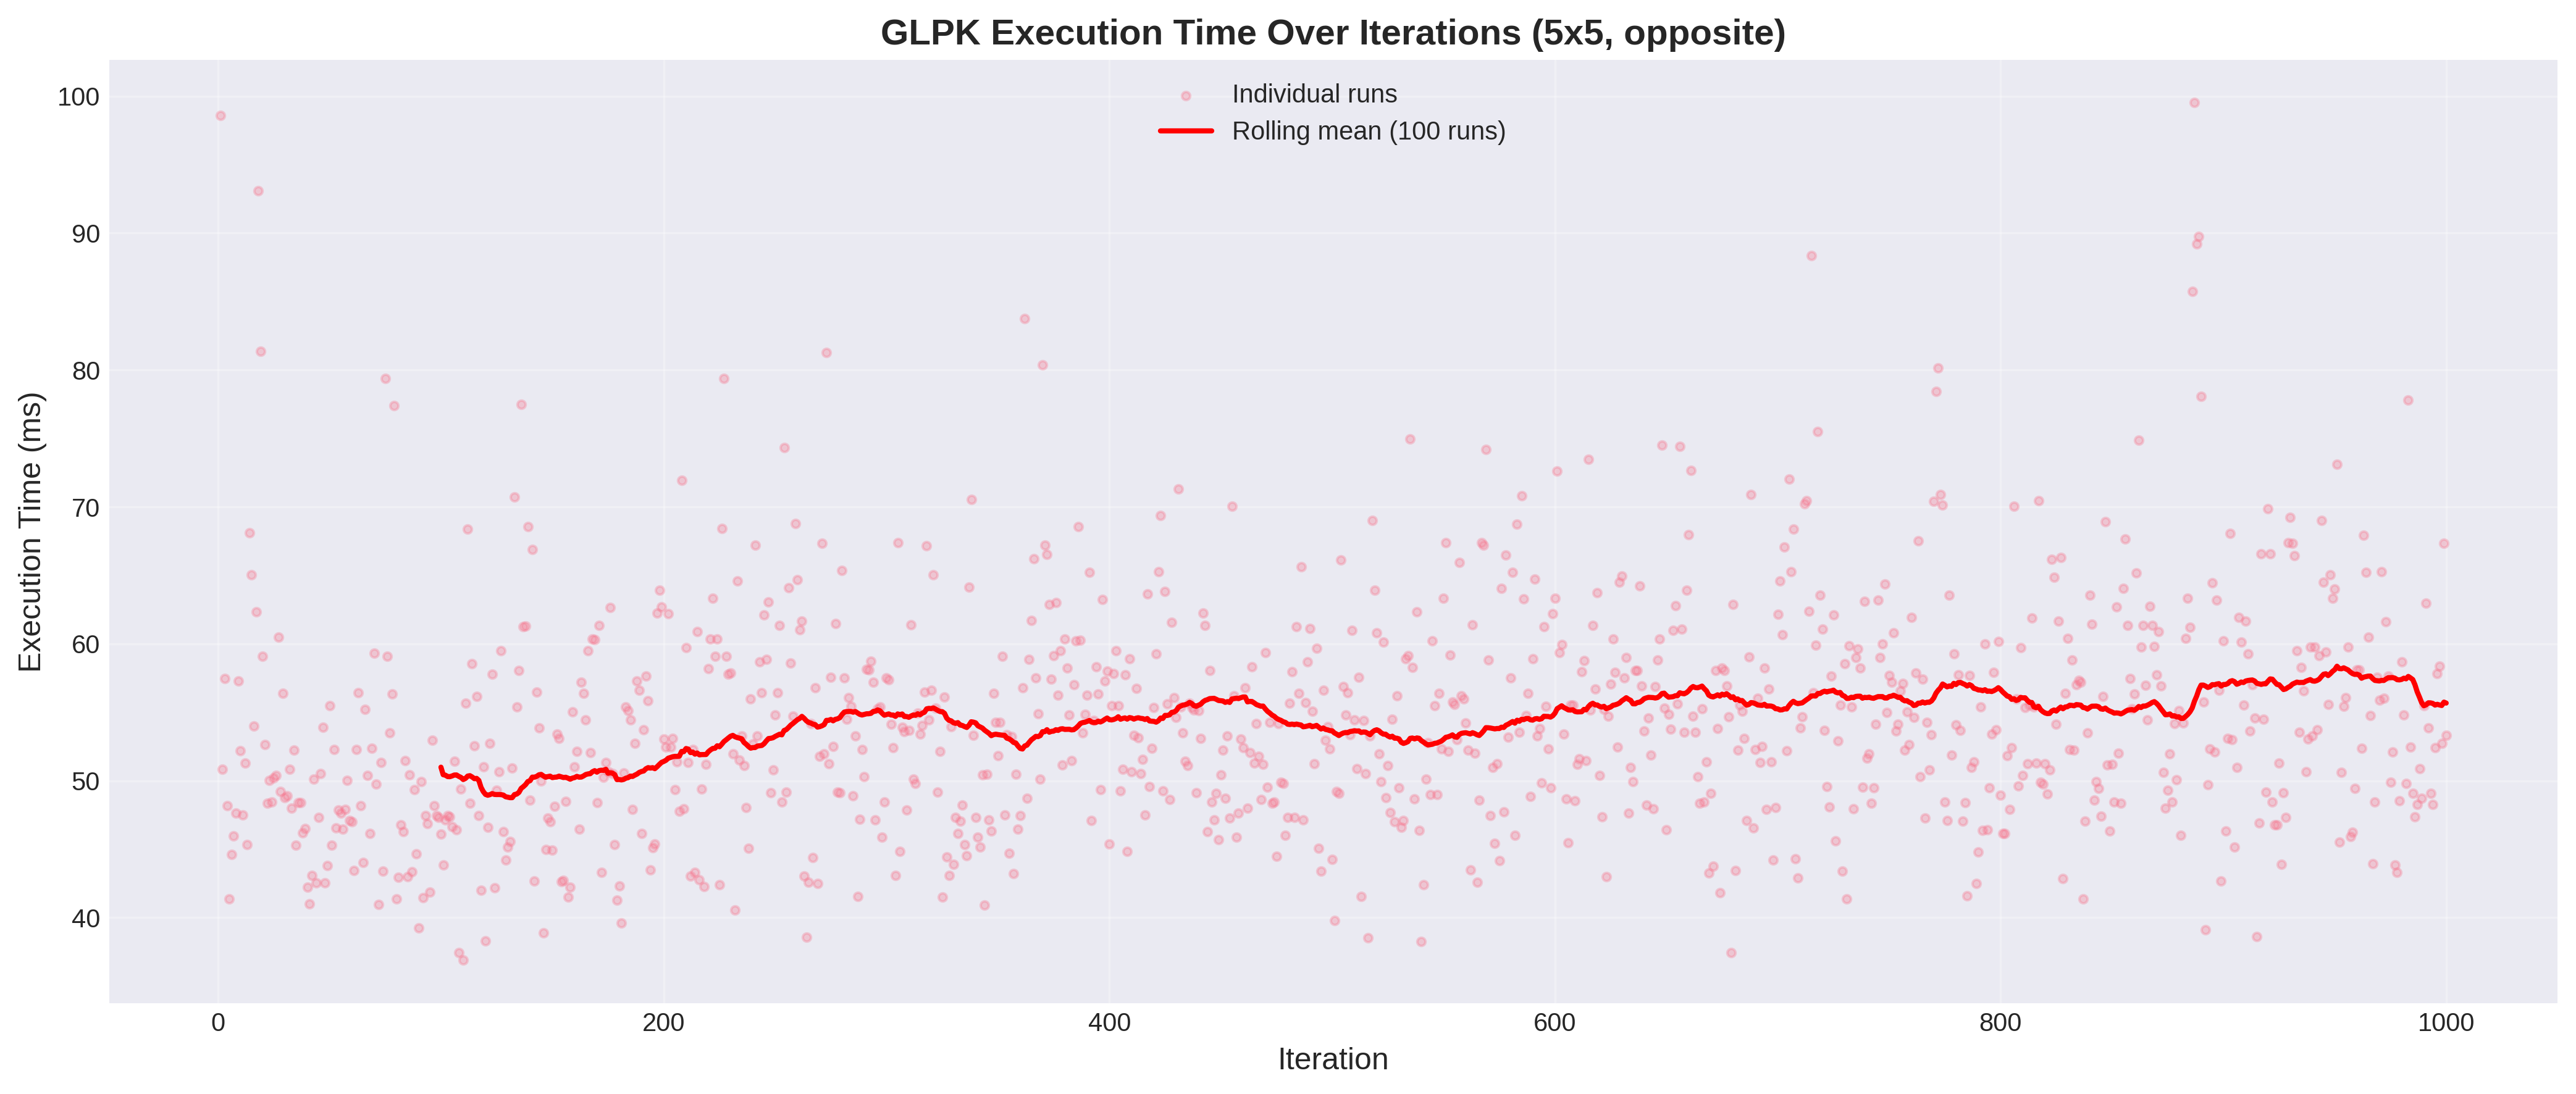 GLPK Execution Time Over Iterations (5x5, opposite)
Individual runs
Rolling mean (100 runs)
Execution Time (ms)
100
90
80
70
60
50
40
0 200 400 600 800 1000
Iteration